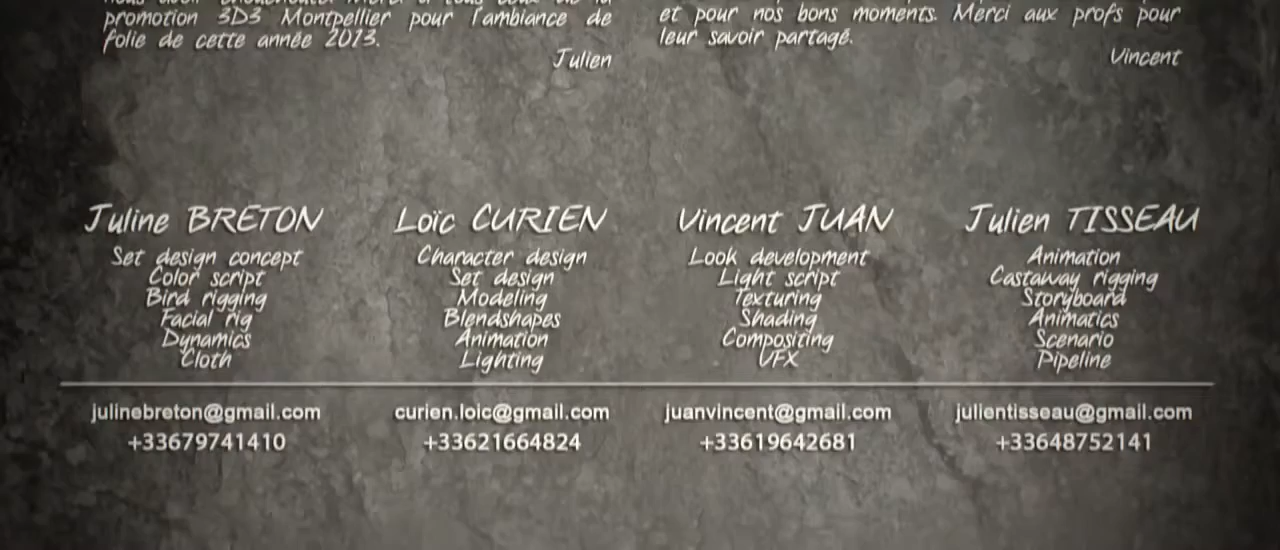 promotion 3D3 Montpellier pour l'ambiance de
folie de cette année 2013.
Julien
et pour nos bons moments. Merci aux profs pour
leur savoir partagé.
Vincent
Juline BRETON
Set design concept
Color script
Bird rigging
Facial rig
Dynamics
Cloth
julinebreton@gmail.com
+33679741410
Loïc CURIEN
Character design
Set design
Modeling
Blendshapes
Animation
Lighting
curien.loic@gmail.com
+33621664824
Vincent JUAN
Look development
Light script
Texturing
Shading
Compositing
VFX
juanvincent@gmail.com
+33619642681
Julien TISSEAU
Animation
Castaway rigging
Storyboard
Animatics
Scenario
Pipeline
julientisseau@gmail.com
+33648752141